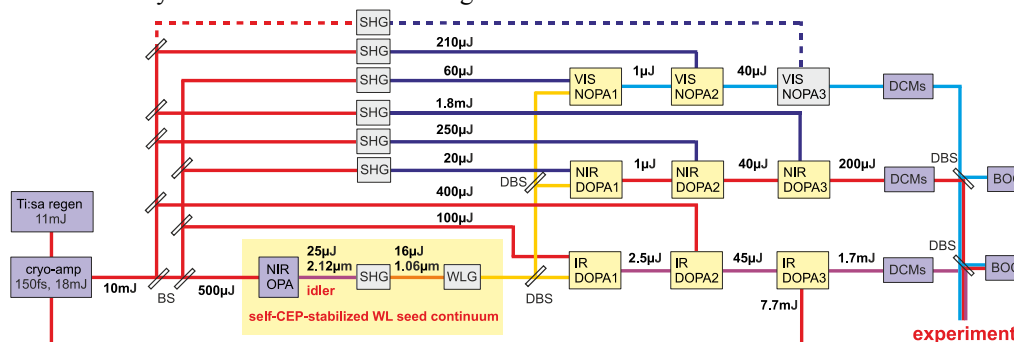 SHG
210µJ
SHG
60µJ
1µJ
40µJ
SHG
VIS
NOPA1
VIS
NOPA2
VIS
NOPA3
DCMs
1.8mJ
SHG
250µJ
SHG
20µJ
1µJ
40µJ
200µJ
SHG
DBS
NIR
DOPA1
NIR
DOPA2
NIR
DOPA3
DCMs
DBS
BOC
400µJ
Ti:sa regen
11mJ
100µJ
25µJ
2.12µm
16µJ
1.06µm
2.5µJ
45µJ
1.7mJ
DBS
cryo-amp
150fs, 18mJ
10mJ
BS
500µJ
NIR
OPA
SHG
WLG
DBS
IR
DOPA1
IR
DOPA2
IR
DOPA3
DCMs
BOC
idler
7.7mJ
self-CEP-stabilized WL seed continuum
experiment